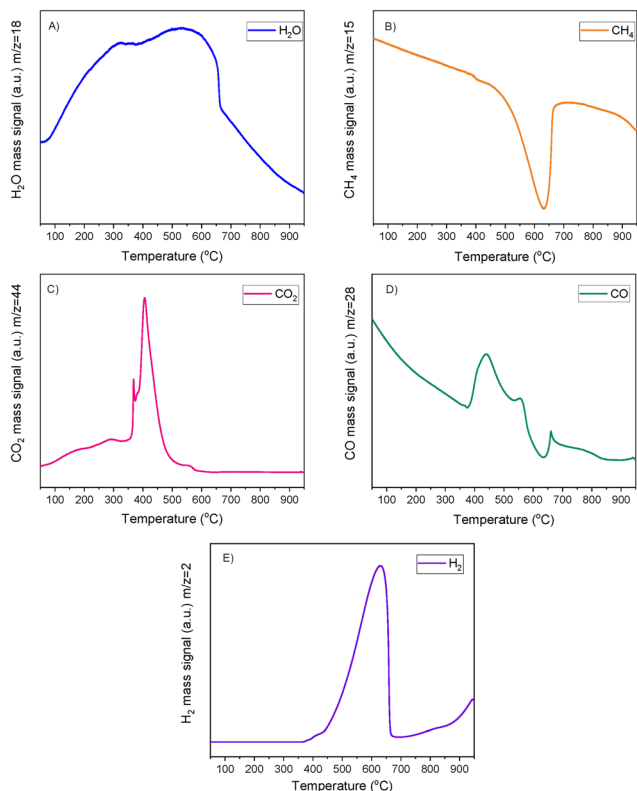 A)
H₂O
H₂O mass signal (a.u.) m/z=18
100 200 300 400 500 600 700 800 900
Temperature (°C)
B)
CH₄
CH₄ mass signal (a.u.) m/z=15
100 200 300 400 500 600 700 800 900
Temperature (°C)
C)
CO₂
CO₂ mass signal (a.u.) m/z=44
100 200 300 400 500 600 700 800 900
Temperature (°C)
D)
CO
CO mass signal (a.u.) m/z=28
100 200 300 400 500 600 700 800 900
Temperature (°C)
E)
H₂
H₂ mass signal (a.u.) m/z=2
100 200 300 400 500 600 700 800 900
Temperature (°C)